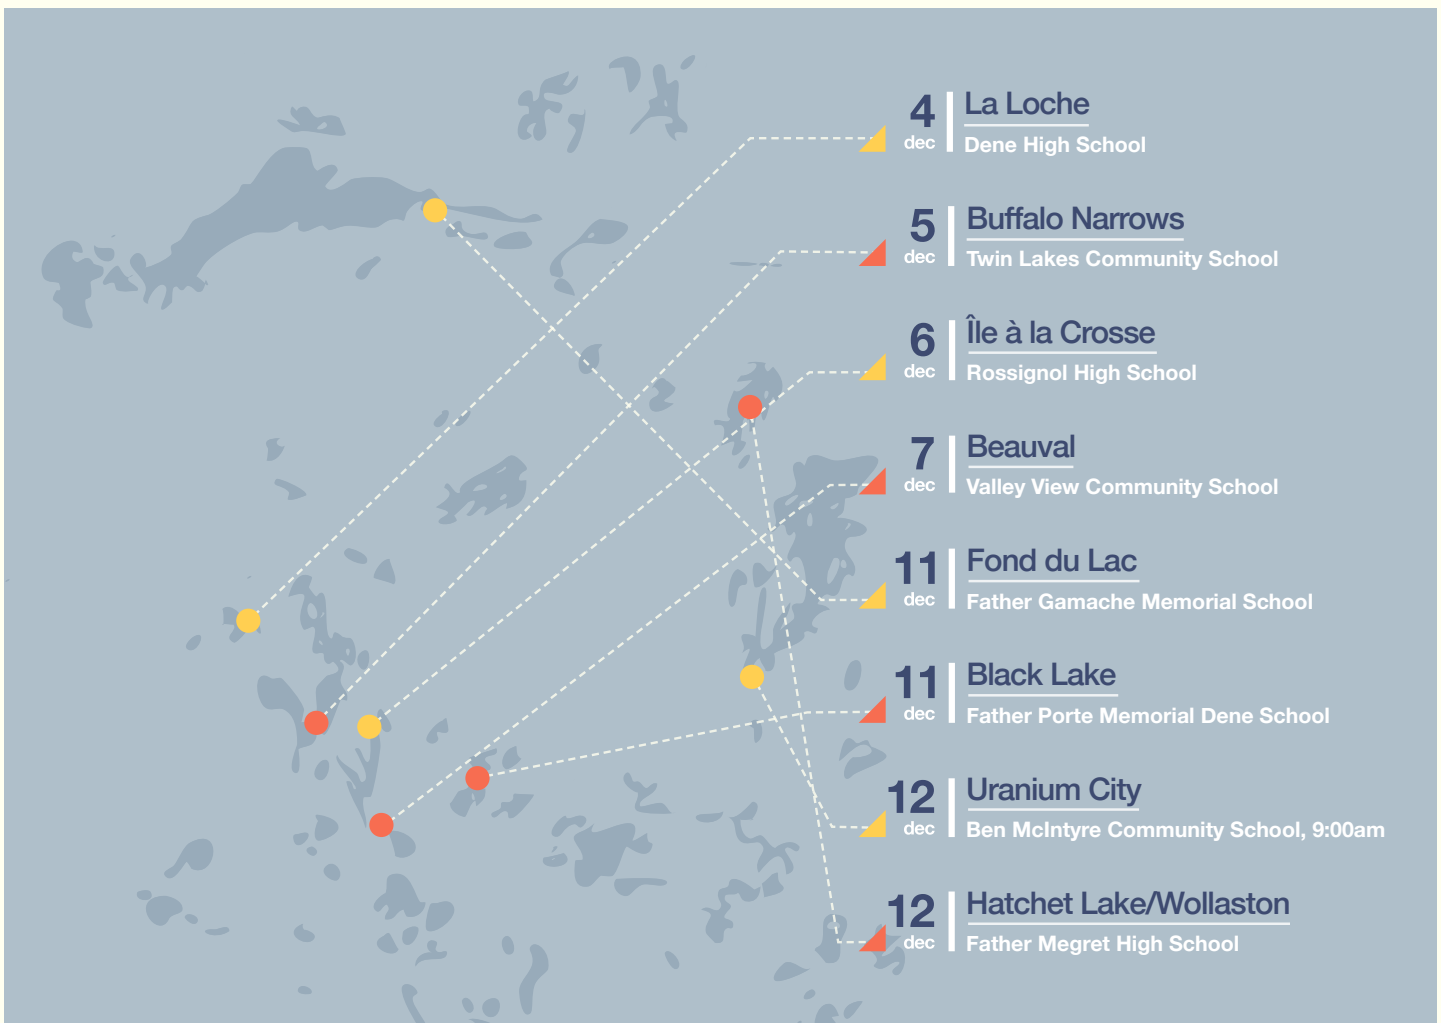 4 La Loche
dec Dene High School
5 Buffalo Narrows
dec Twin Lakes Community School
6 Île à la Crosse
dec Rossignol High School
7 Beauval
dec Valley View Community School
11 Fond du Lac
dec Father Gamache Memorial School
11 Black Lake
dec Father Porte Memorial Dene School
12 Uranium City
dec Ben McIntyre Community School, 9:00am
12 Hatchet Lake/Wollaston
dec Father Megret High School